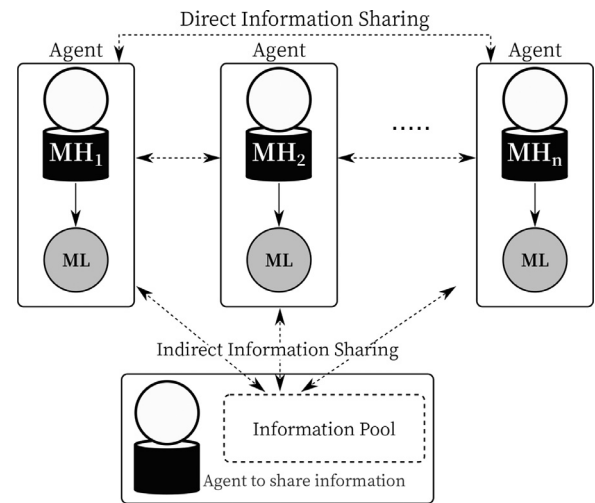 Direct Information Sharing
Agent Agent Agent
.....
MH1 MH2 MHn
ML ML ML
Indirect Information Sharing
Information Pool
Agent to share information